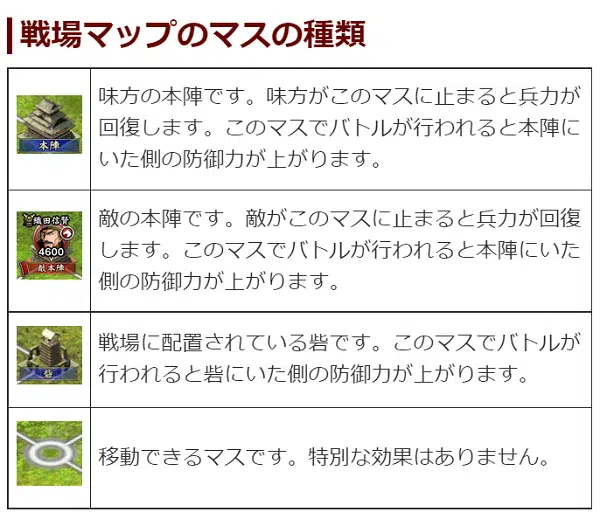 戦場マップのマスの種類
本陣
味方の本陣です。味方がこのマスに止まると兵力が
回復します。このマスでバトルが行われると本陣に
いた側の防御力が上がります。
織田信賢
4600
敵本陣
敵の本陣です。敵がこのマスに止まると兵力が回復
します。このマスでバトルが行われると本陣にいた
側の防御力が上がります。
砦
戦場に配置されている砦です。このマスでバトルが
行われると砦にいた側の防御力が上がります。
移動できるマスです。特別な効果はありません。